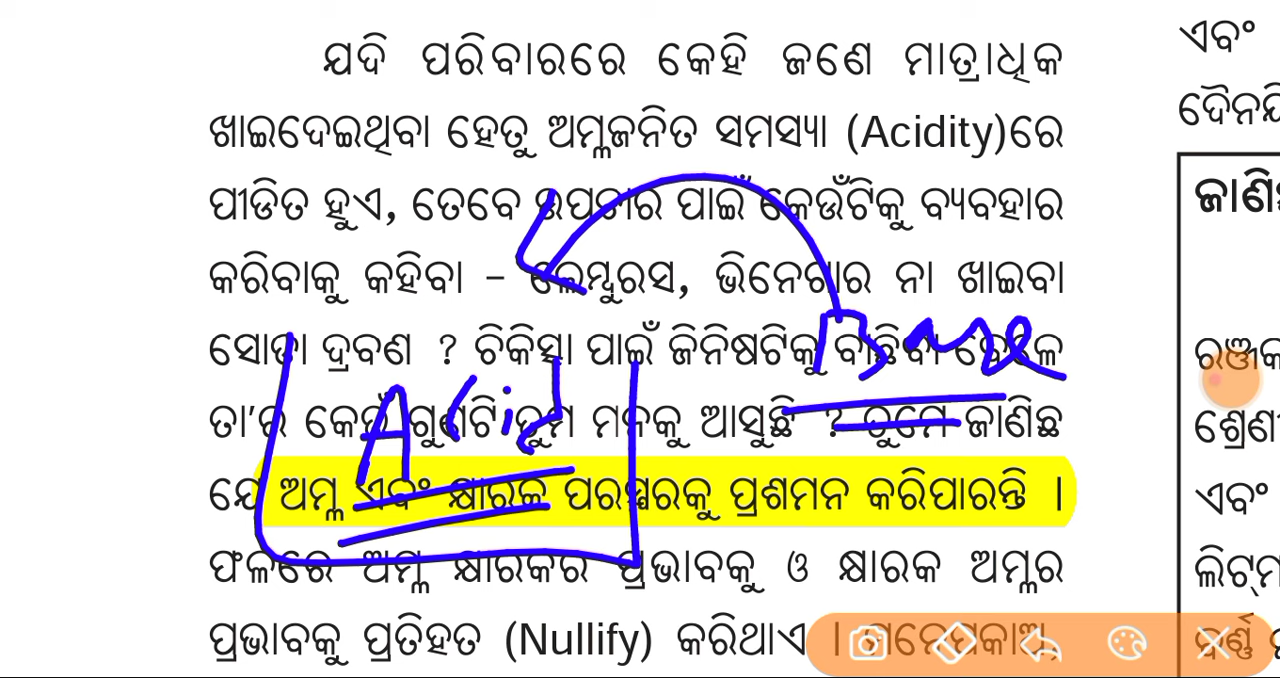 ଯଦି ପରିବାରରେ କେହି ଜଣେ ମାତ୍ରାଧିକ
ଖାଇଦେଇଥିବା ହେତୁ ଅମ୍ଳଜନିତ ସମସ୍ୟା (Acidity)ରେ
ପୀଡିତ ହୁଏ, ତେବେ ଉପଚାର ପାଇଁ କେଉଁଟିକୁ ବ୍ୟବହାର
କରିବାକୁ କହିବା – ଲେମ୍ବୁରସ, ଭିନେଗାର ନା ଖାଇବା
ସୋଡା ଦ୍ରବଣ ? ଚିକିତ୍ସା ପାଇଁ ଜିନିଷଟିକୁ ବାଛିବା ବେଳେ
Base
ତା'ର କେଉଁ ଗୁଣଟି ତୁମ ମନକୁ ଆସୁଛି ? ତୁମେ ଜାଣିଛ
Acid
ଯେ ଅମ୍ଳ ଏବଂ କ୍ଷାରକ ପରସ୍ପରକୁ ପ୍ରଶମନ କରିପାରନ୍ତି ।
ଫଳରେ ଅମ୍ଳ କ୍ଷାରକର ପ୍ରଭାବକୁ ଓ କ୍ଷାରକ ଅମ୍ଳର
ପ୍ରଭାବକୁ ପ୍ରତିହତ (Nullify) କରିଥାଏ ।
ଏବଂ
ଶ୍ରେଣୀ
ଏବଂ